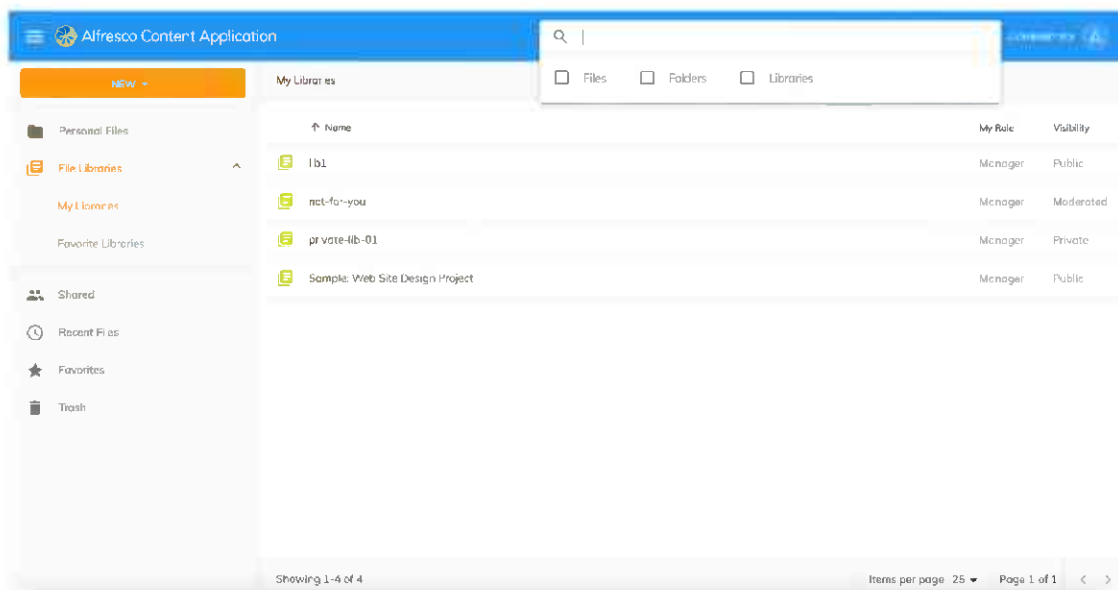 Alfresco Content Application
NEW
My Libraries
Files Folders Libraries
Personal Files
File Libraries
My Libraries
Favorite Libraries
Shared
Recent Files
Favorites
Trash
Name My Role Visibility
lib1 Manager Public
not-for-you Manager Moderated
private-lib-01 Manager Private
Sample: Web Site Design Project Manager Public
Showing 1-4 of 4 Items per page 25 Page 1 of 1